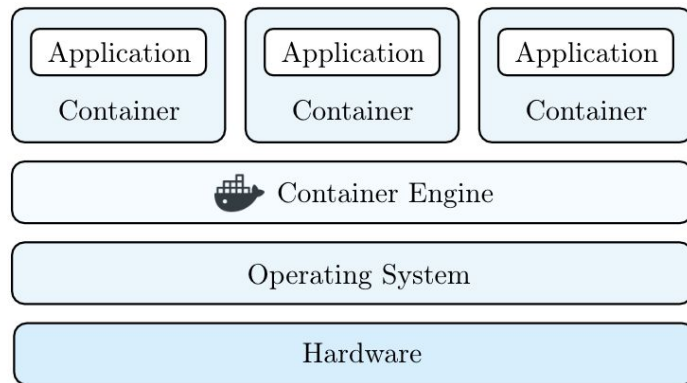 Application Application Application
Container Container Container
Container Engine
Operating System
Hardware